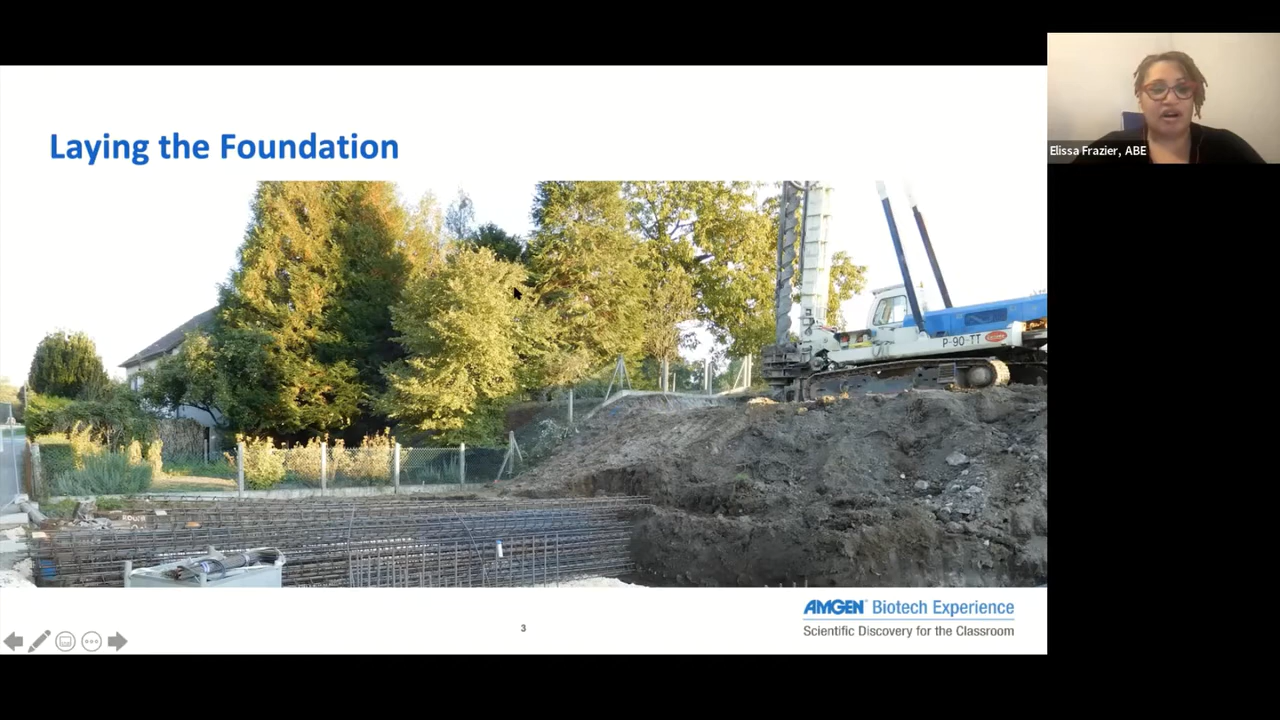 Laying the Foundation
Elissa Frazier, ABE
P-90-TT
3
AMGEN Biotech Experience
Scientific Discovery for the Classroom